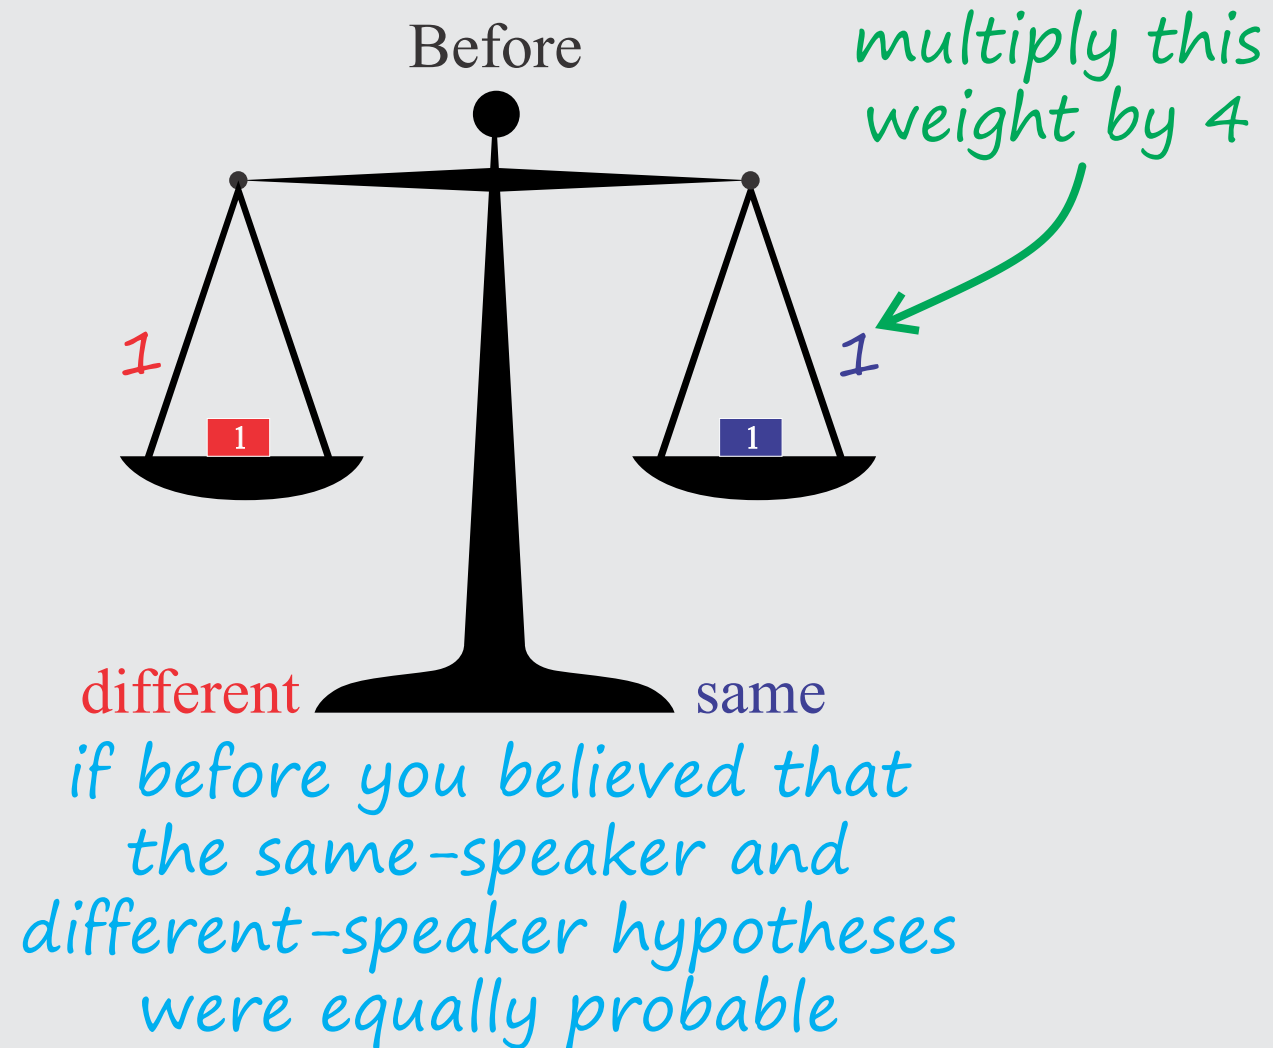 Before
multiply this
weight by 4
1
1
1
1
different
same
if before you believed that
the same-speaker and
different-speaker hypotheses
were equally probable